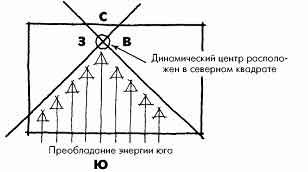 С
З В
Динамический центр располо-
жен в северном квадрате
Преобладание энергии юга
Ю